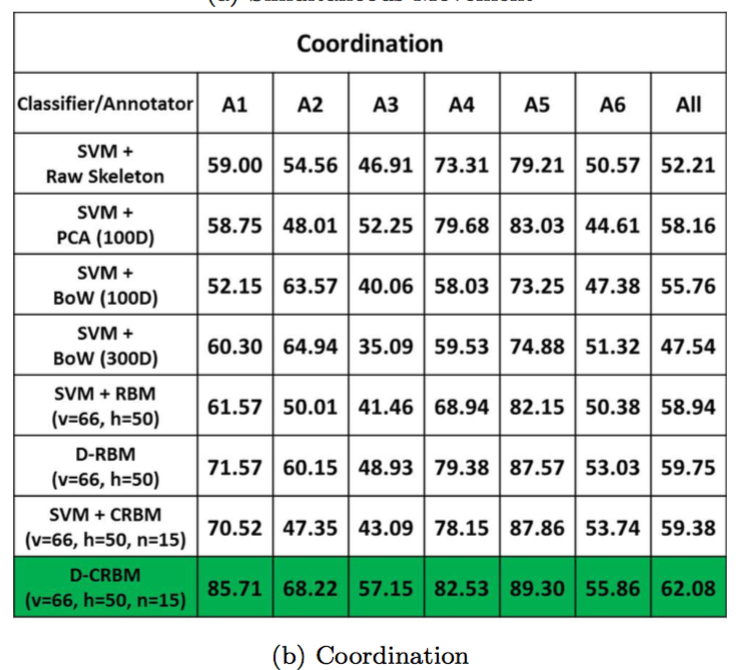 (a) Simultaneous Movement
Coordination
Classifier/Annotator A1 A2 A3 A4 A5 A6 All
SVM +
Raw Skeleton 59.00 54.56 46.91 73.31 79.21 50.57 52.21
SVM +
PCA (100D) 58.75 48.01 52.25 79.68 83.03 44.61 58.16
SVM +
BoW (100D) 52.15 63.57 40.06 58.03 73.25 47.38 55.76
SVM +
BoW (300D) 60.30 64.94 35.09 59.53 74.88 51.32 47.54
SVM + RBM
(v=66, h=50) 61.57 50.01 41.46 68.94 82.15 50.38 58.94
D-RBM
(v=66, h=50) 71.57 60.15 48.93 79.38 87.57 53.03 59.75
SVM + CRBM
(v=66, h=50, n=15) 70.52 47.35 43.09 78.15 87.86 53.74 59.38
D-CRBM
(v=66, h=50, n=15) 85.71 68.22 57.15 82.53 89.30 55.86 62.08
(b) Coordination